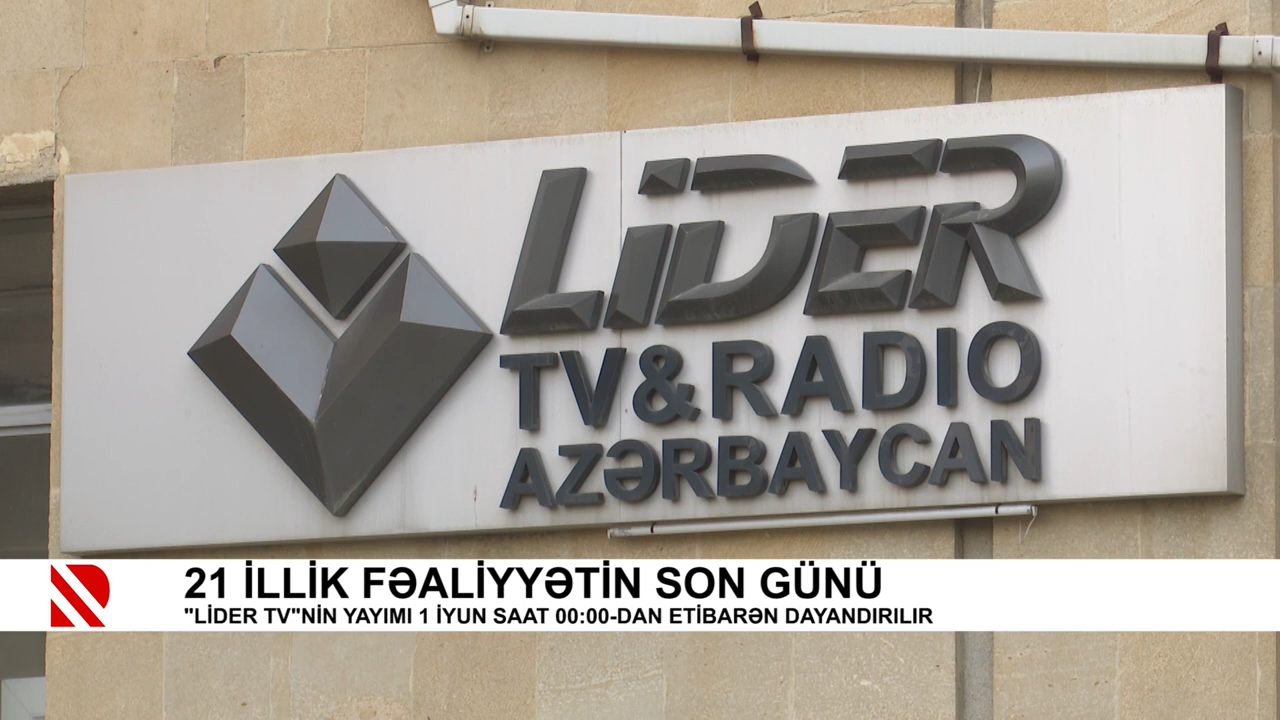 LİDER
TV&RADIO
AZƏRBAYCAN
21 İLLİK FƏALİYYƏTİN SON GÜNÜ
"LİDER TV"NİN YAYIMI 1 İYUN SAAT 00:00-DAN ETİBARƏN DAYANDIRILIR